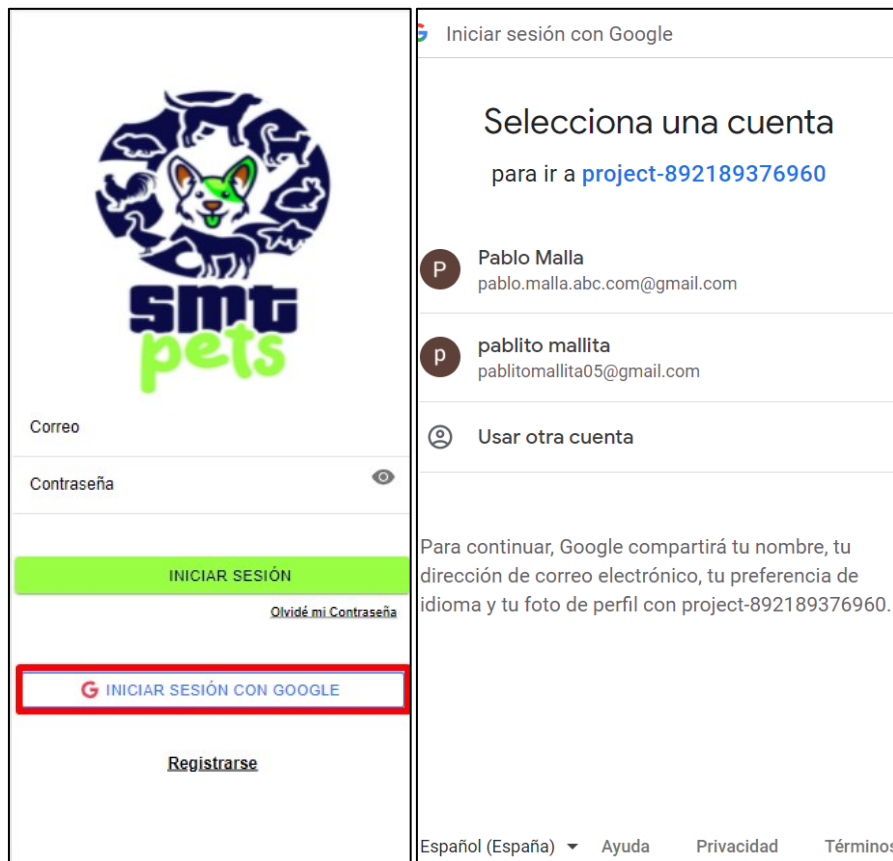 smt
pets
Correo
Contraseña
INICIAR SESIÓN
Olvidé mi Contraseña
G INICIAR SESIÓN CON GOOGLE
Registrarse
Iniciar sesión con Google
Selecciona una cuenta
para ir a project-892189376960
P Pablo Malla
pablo.malla.abc.com@gmail.com
p pablito mallita
pablitomallita05@gmail.com
Usar otra cuenta
Para continuar, Google compartirá tu nombre, tu
dirección de correo electrónico, tu preferencia de
idioma y tu foto de perfil con project-892189376960.
Español (España) Ayuda Privacidad Términos